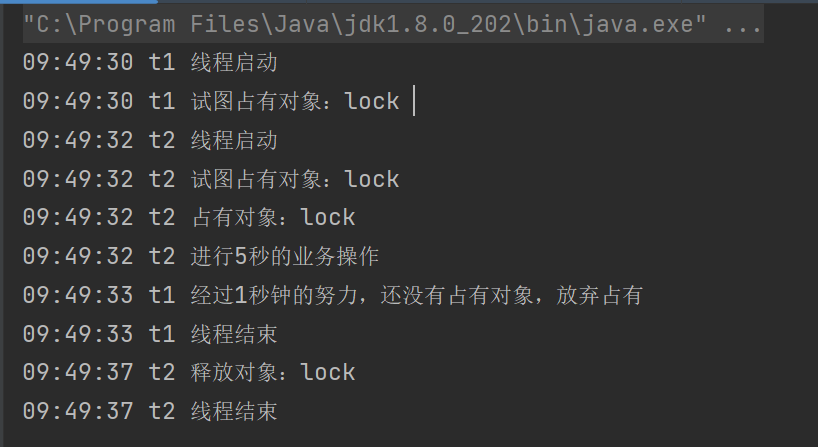 "C:\Program Files\Java\jdk1.8.0_202\bin\java.exe" ...
09:49:30 t1 线程启动
09:49:30 t1 试图占有对象：lock
09:49:32 t2 线程启动
09:49:32 t2 试图占有对象：lock
09:49:32 t2 占有对象：lock
09:49:32 t2 进行5秒的业务操作
09:49:33 t1 经过1秒钟的努力，还没有占有对象，放弃占有
09:49:33 t1 线程结束
09:49:37 t2 释放对象：lock
09:49:37 t2 线程结束